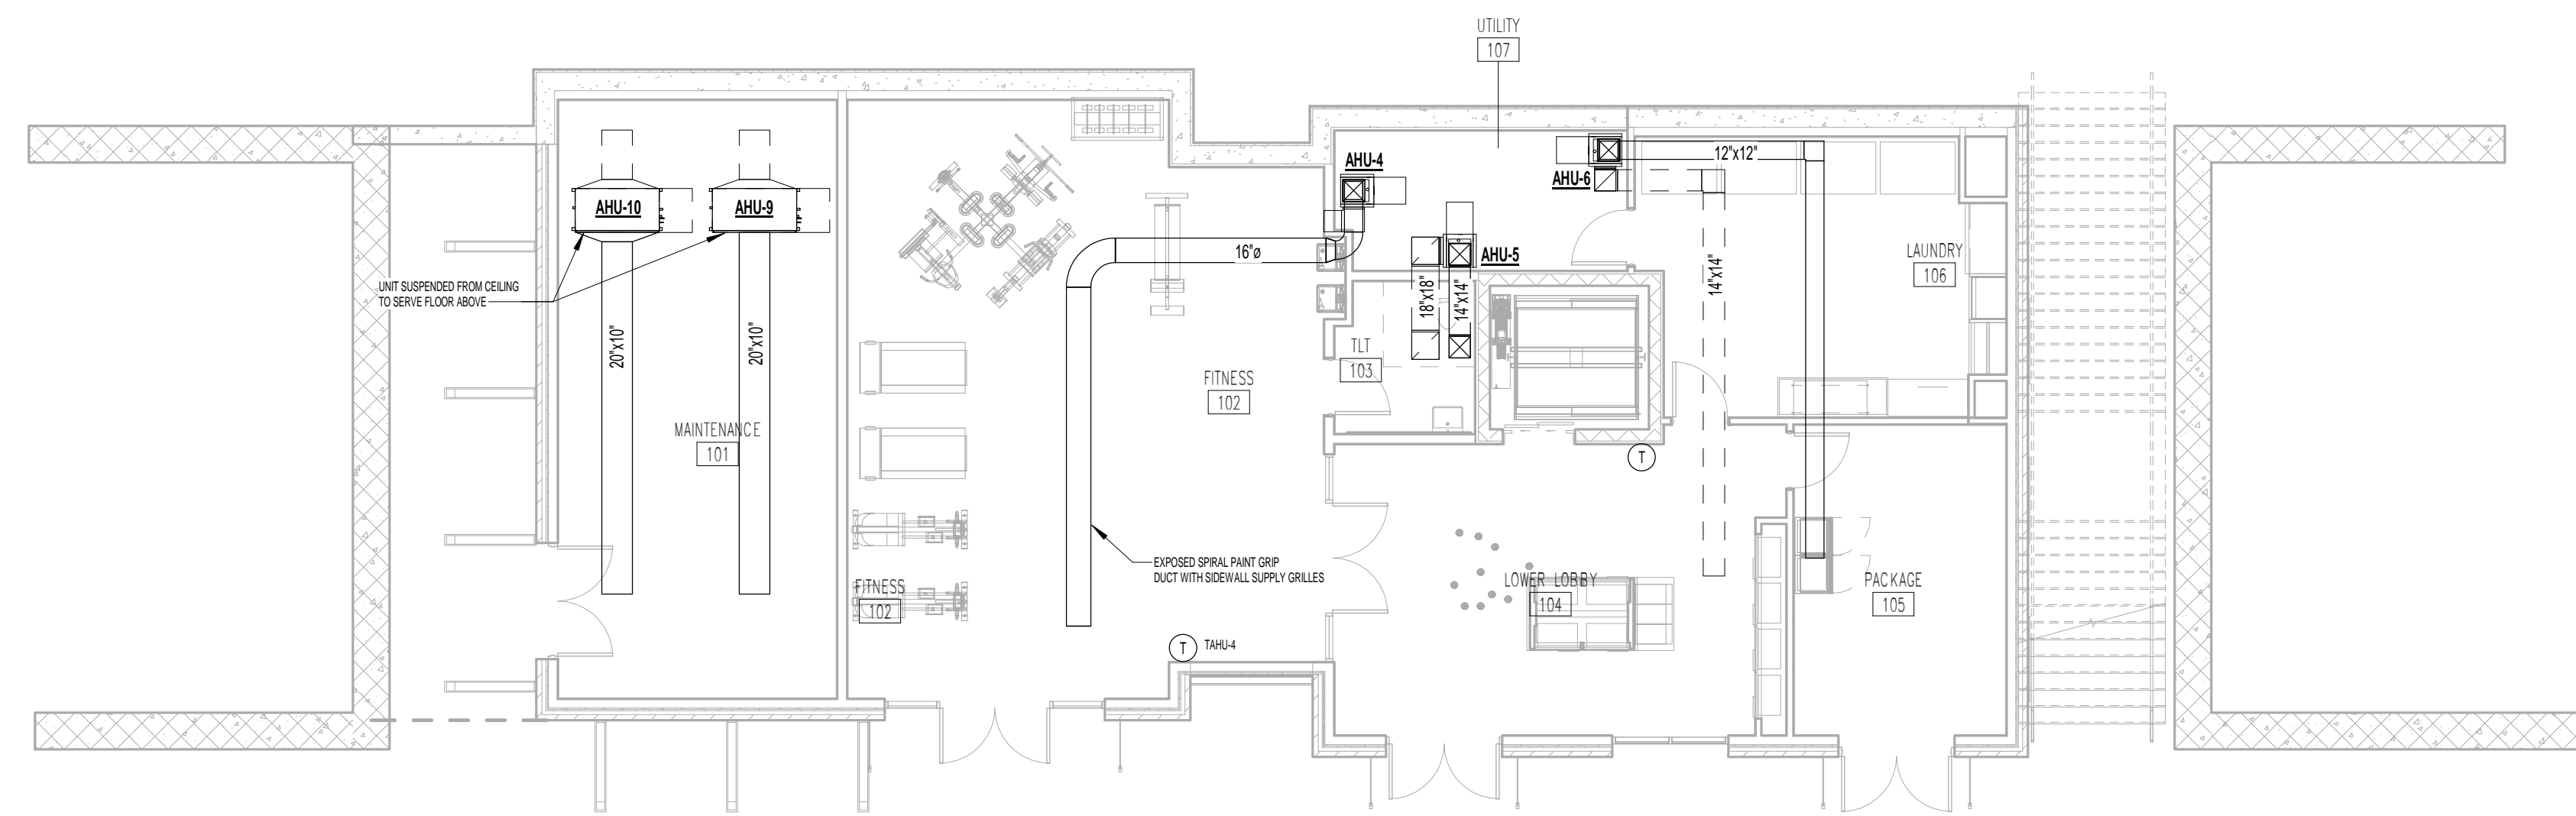 UTILITY
107
AHU-4
12"x12"
AHU-6
AHU-10
AHU-9
LAUNDRY
106
16"ø
AHU-5
UNIT SUSPENDED FROM CEILING
TO SERVE FLOOR ABOVE
18"x18"
14"x14"
14"x14"
20"x10"
20"x10"
TLT
103
FITNESS
102
MAINTENANCE
101
T
EXPOSED SPIRAL PAINT GRIP
DUCT WITH SIDEWALL SUPPLY GRILLES
FITNESS
102
LOWER LOBBY
104
PACKAGE
105
T
TAHU-4